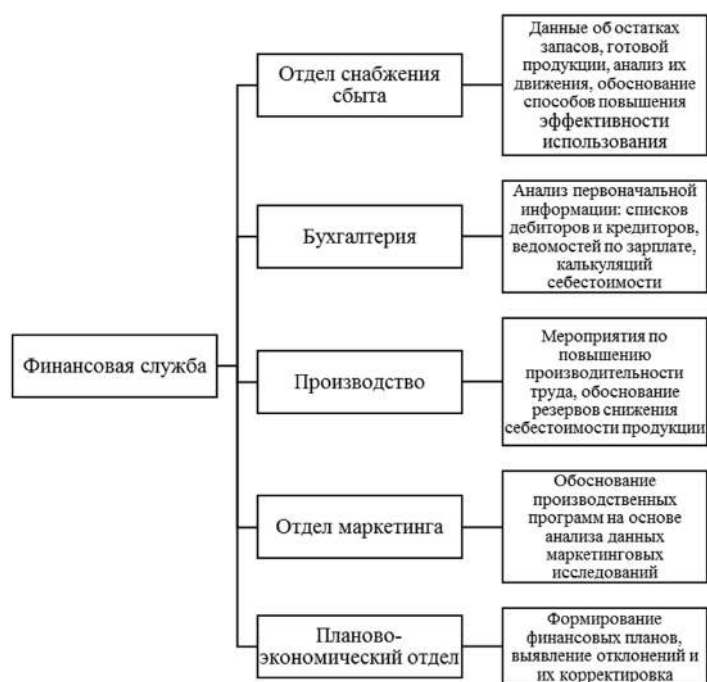 Данные об остатках
запасов, готовой
продукции, анализ их
движения, обоснование
способов повышения
эффективности
использования
Отдел снабжения
сбыта
Анализ первоначальной
информации: списков
дебиторов и кредиторов,
ведомостей по зарплате,
калькуляций
себестоимости
Бухгалтерия
Финансовая служба
Мероприятия по
повышению
производительности
труда, обоснование
резервов снижения
себестоимости продукции
Производство
Обоснование
производственных
программ на основе
анализа данных
маркетинговых
исследований
Отдел маркетинга
Планово-
экономический отдел
Формирование
финансовых планов,
выявление отклонений и
их корректировка